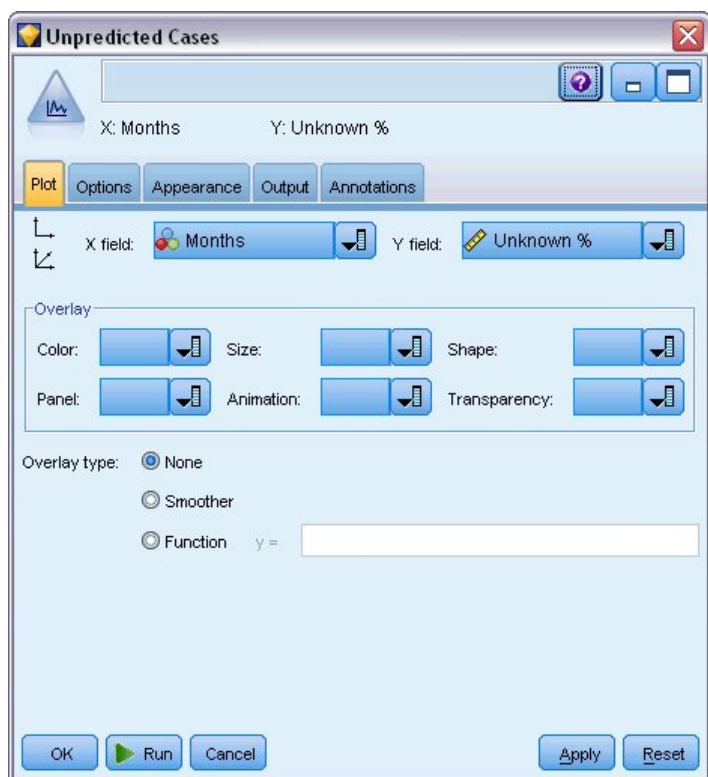 Unpredicted Cases
X: Months Y: Unknown %
Plot Options Appearance Output Annotations
X field: Months Y field: Unknown %
Overlay
Color: Size: Shape:
Panel: Animation: Transparency:
Overlay type: None
Smoother
Function y =
OK Run Cancel Apply Reset